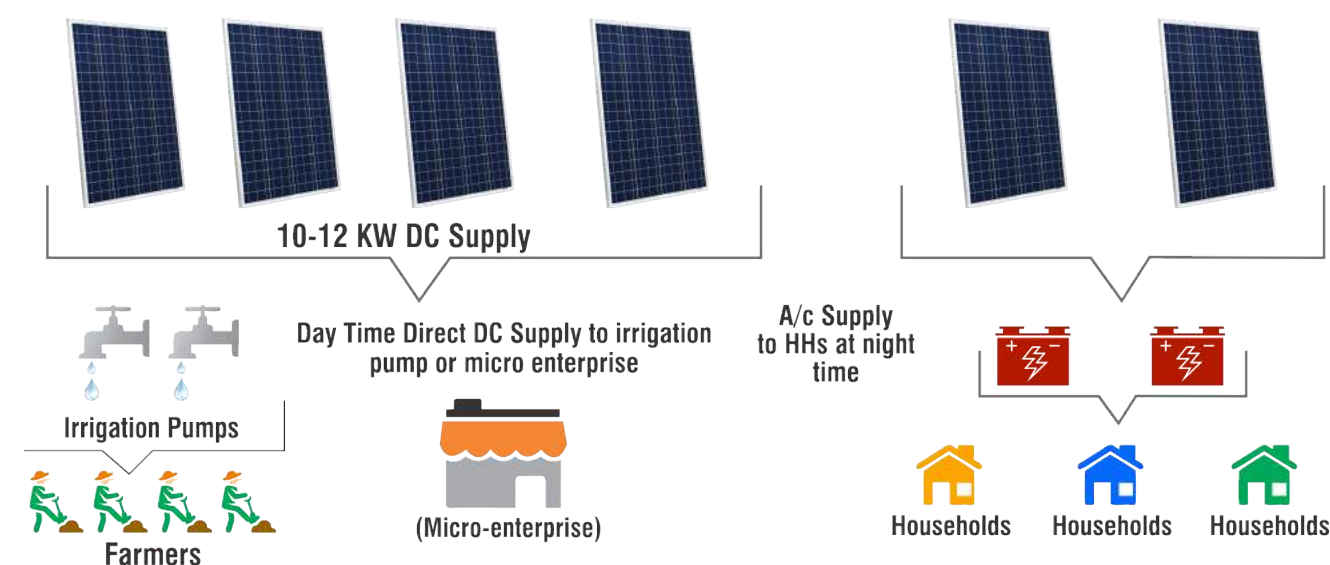 10-12 KW DC Supply
Day Time Direct DC Supply to irrigation
pump or micro enterprise
A/c Supply
to HHs at night
time
+ −
+ −
Irrigation Pumps
(Micro-enterprise)
Farmers
Households
Households
Households